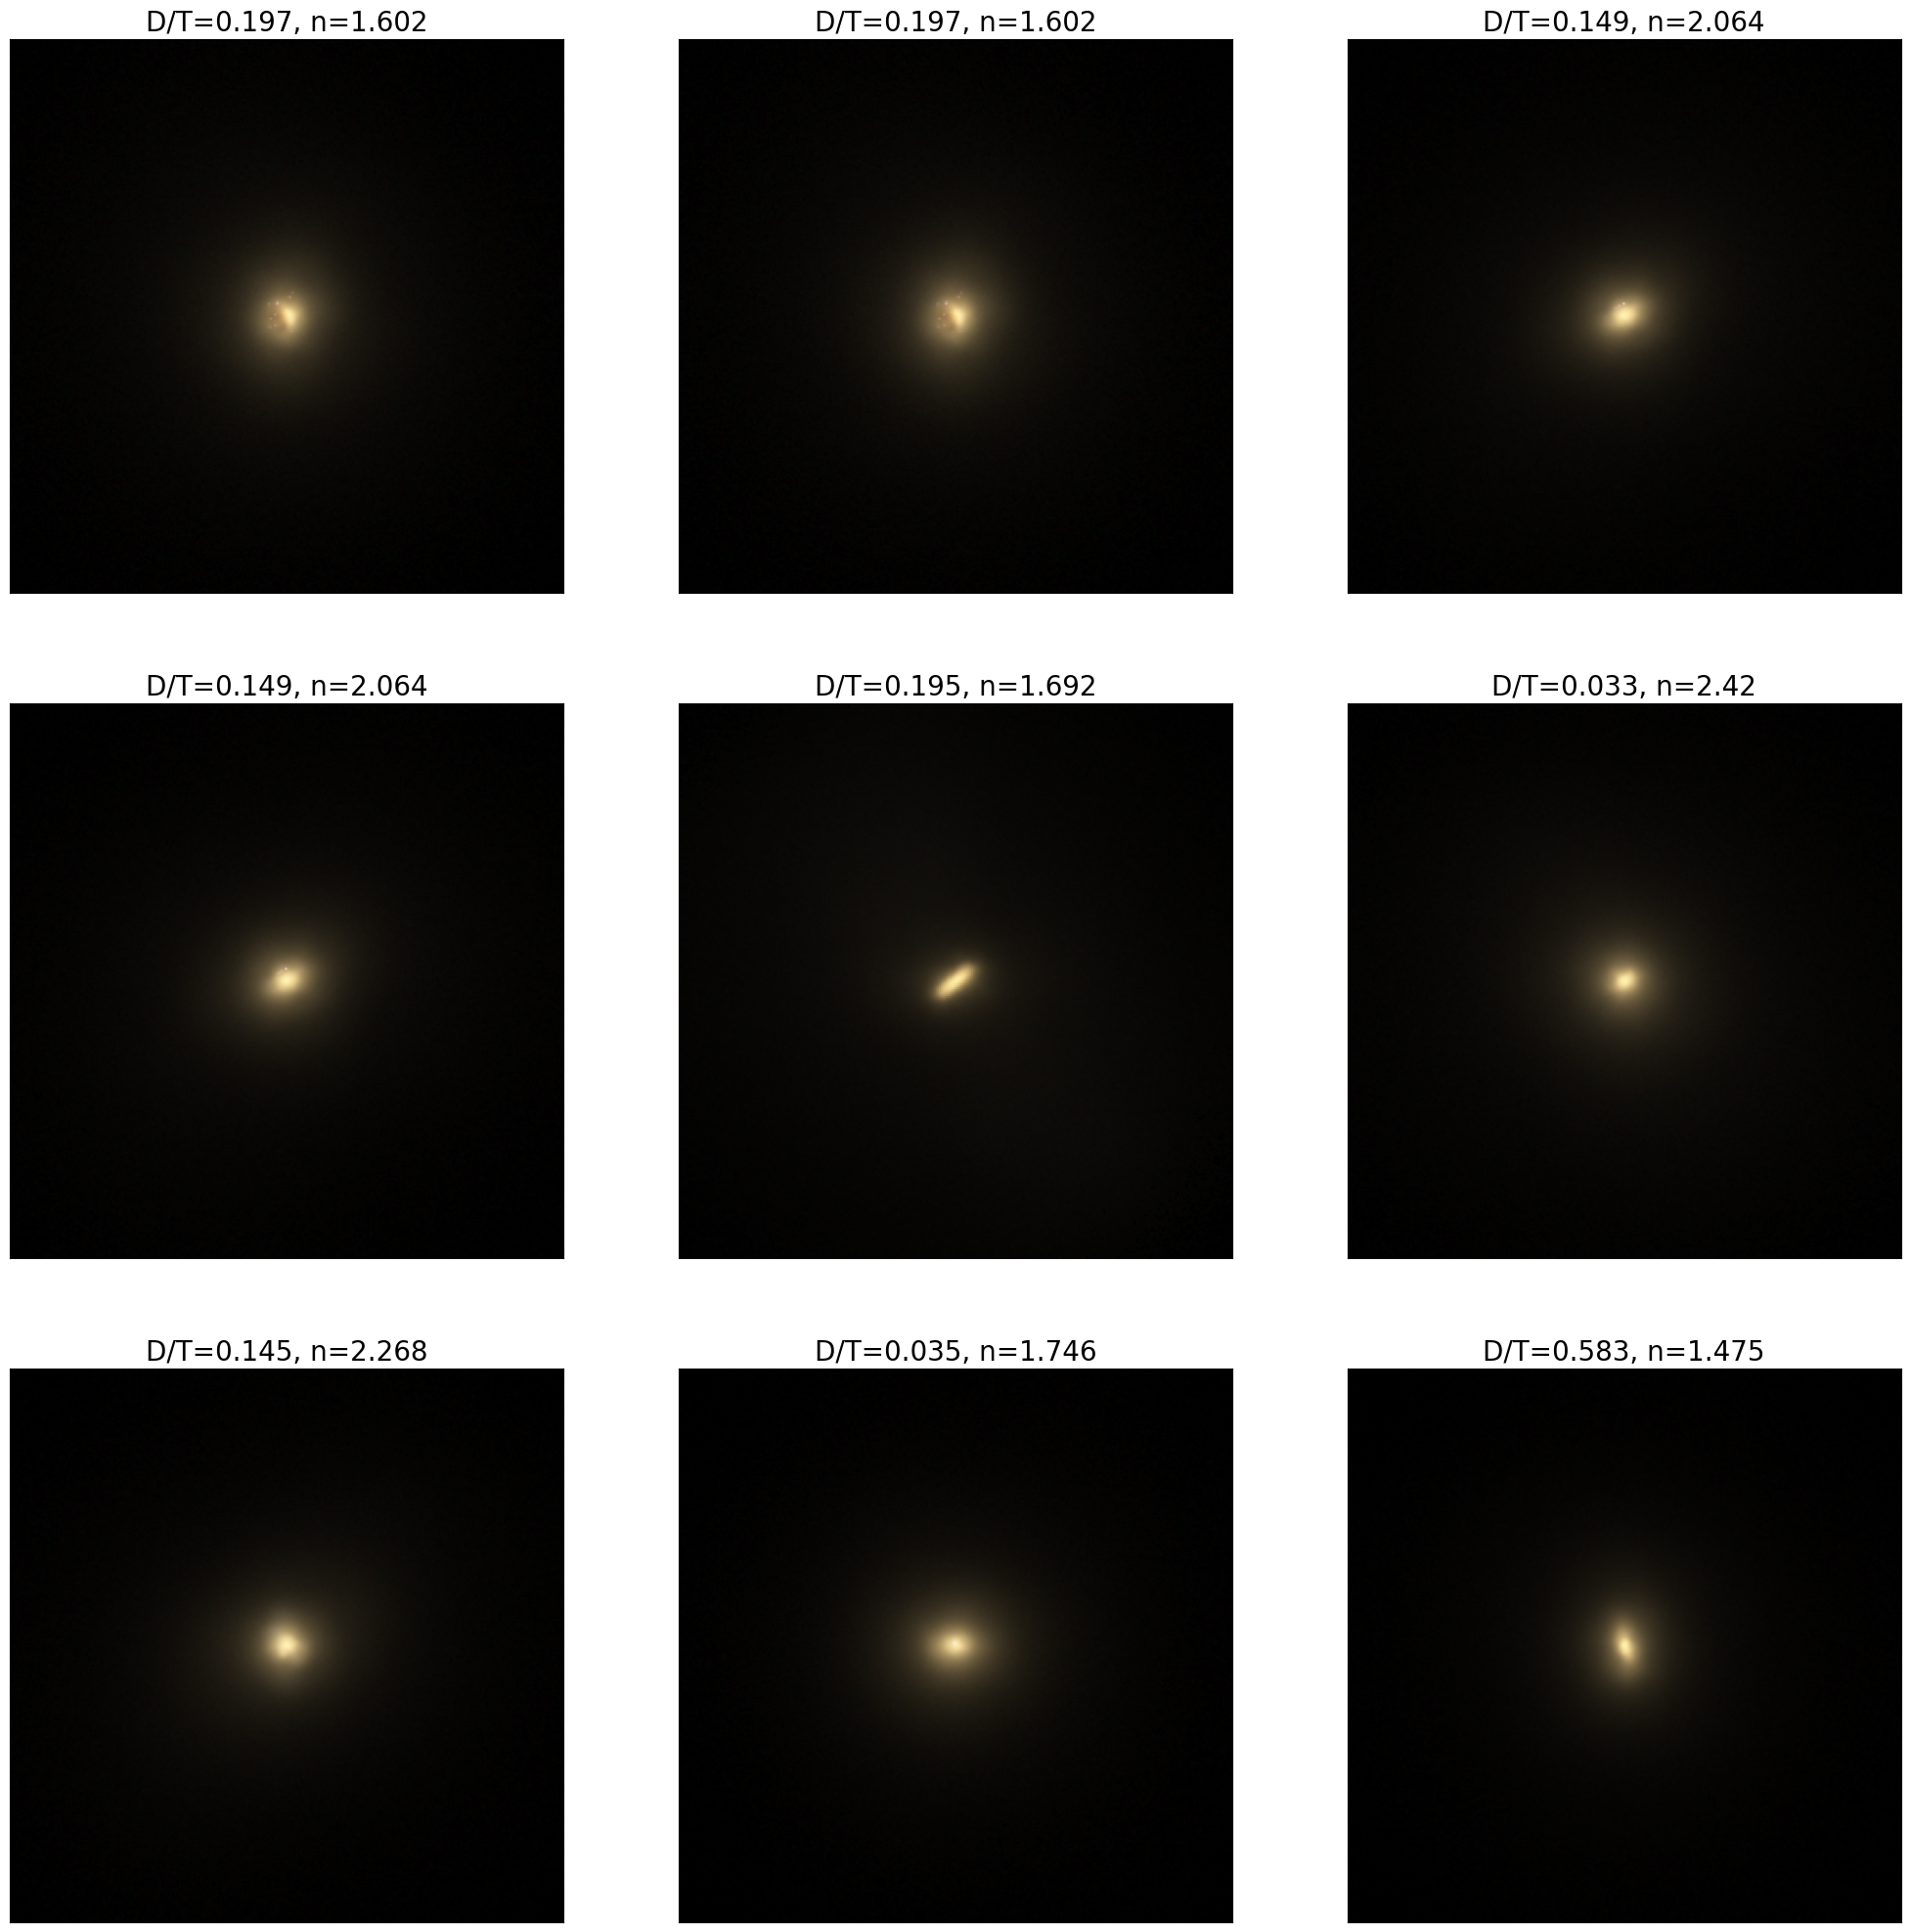 D/T=0.197, n=1.602
D/T=0.197, n=1.602
D/T=0.149, n=2.064
D/T=0.149, n=2.064
D/T=0.195, n=1.692
D/T=0.033, n=2.42
D/T=0.145, n=2.268
D/T=0.035, n=1.746
D/T=0.583, n=1.475